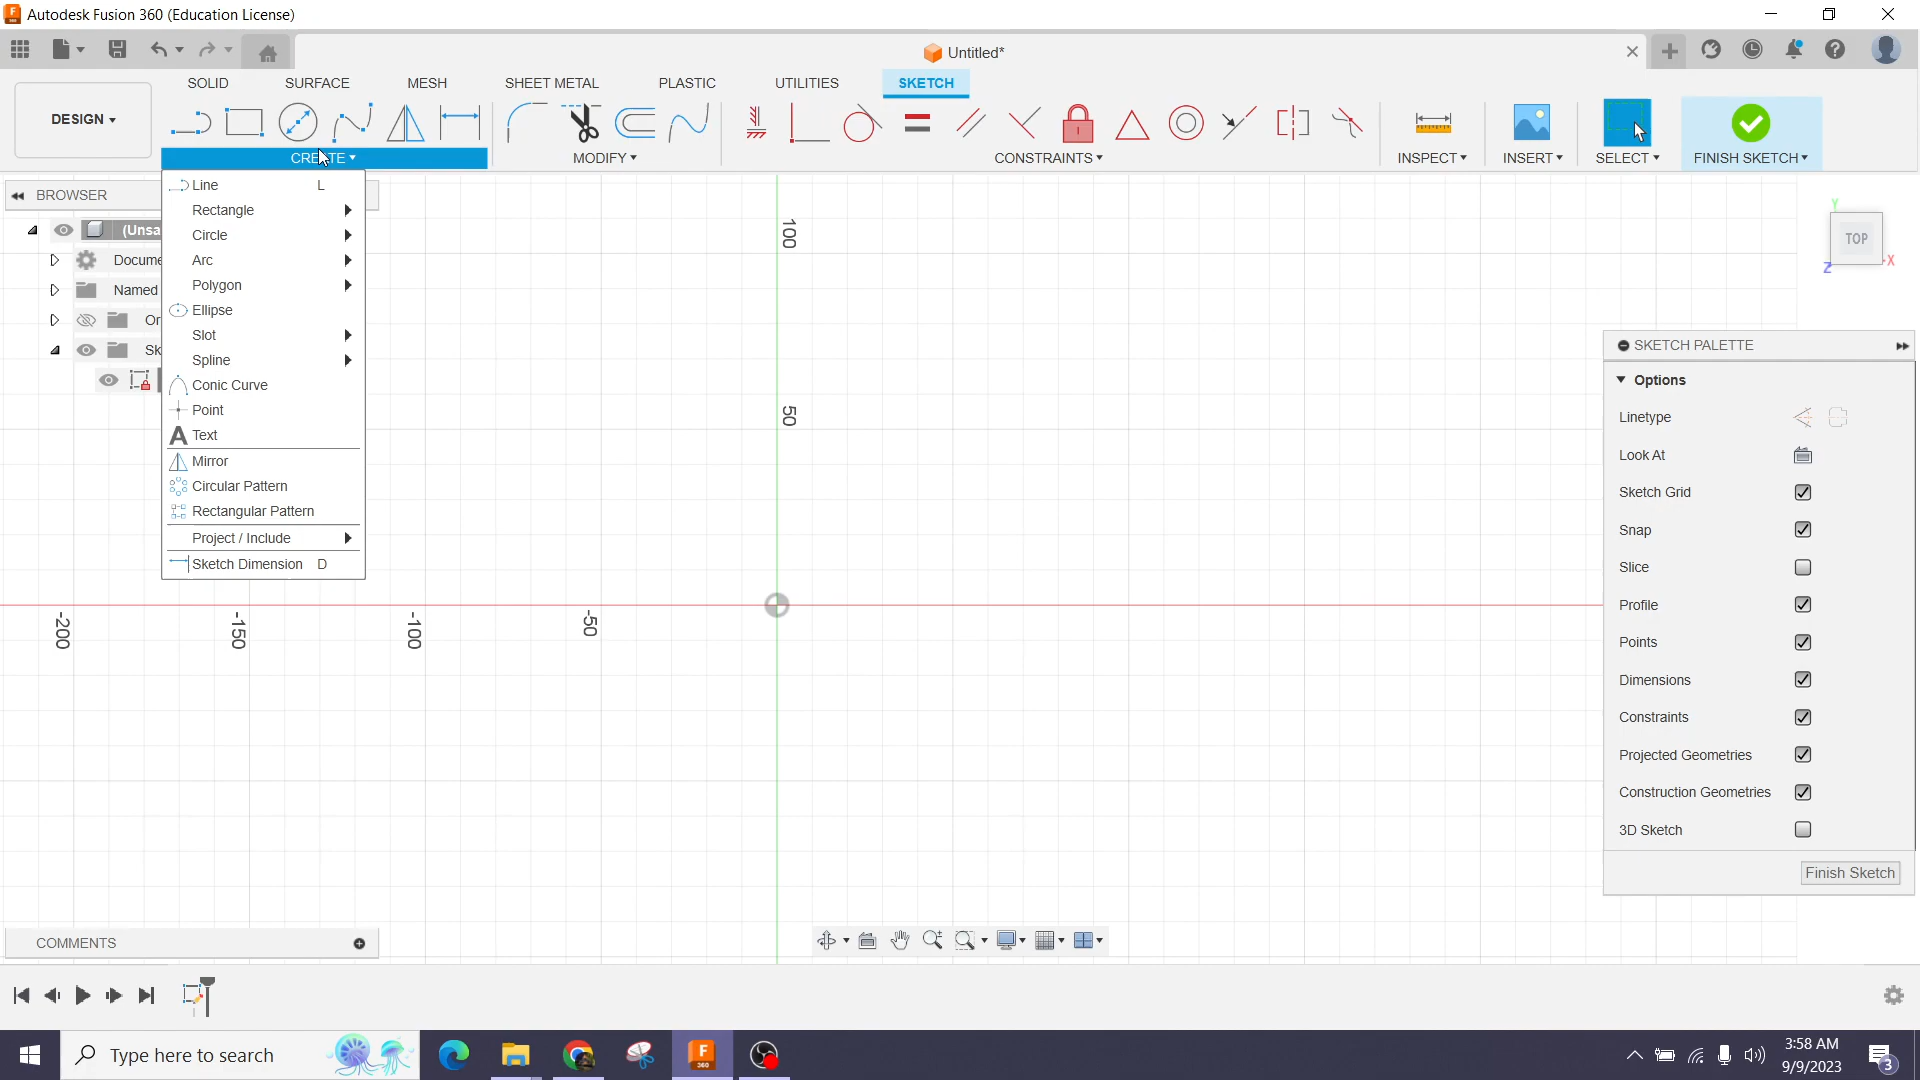 Autodesk Fusion 360 (Education License)
Untitled*
SOLID
SURFACE
MESH
SHEET METAL
PLASTIC
UTILITIES
SKETCH
DESIGN
CREATE
MODIFY
CONSTRAINTS
INSPECT
INSERT
SELECT
FINISH SKETCH
BROWSER
(Unsa
Docume
Named
Or
Sk
Line L
Rectangle
Circle
Arc
Polygon
Ellipse
Slot
Spline
Conic Curve
Point
A Text
Mirror
Circular Pattern
Rectangular Pattern
Project / Include
Sketch Dimension D
100
50
-200
-150
-100
-50
Y
TOP
X
Z
SKETCH PALETTE
Options
Linetype
Look At
Sketch Grid
Snap
Slice
Profile
Points
Dimensions
Constraints
Projected Geometries
Construction Geometries
3D Sketch
Finish Sketch
COMMENTS
Type here to search
F
360
3:58 AM
9/9/2023
3